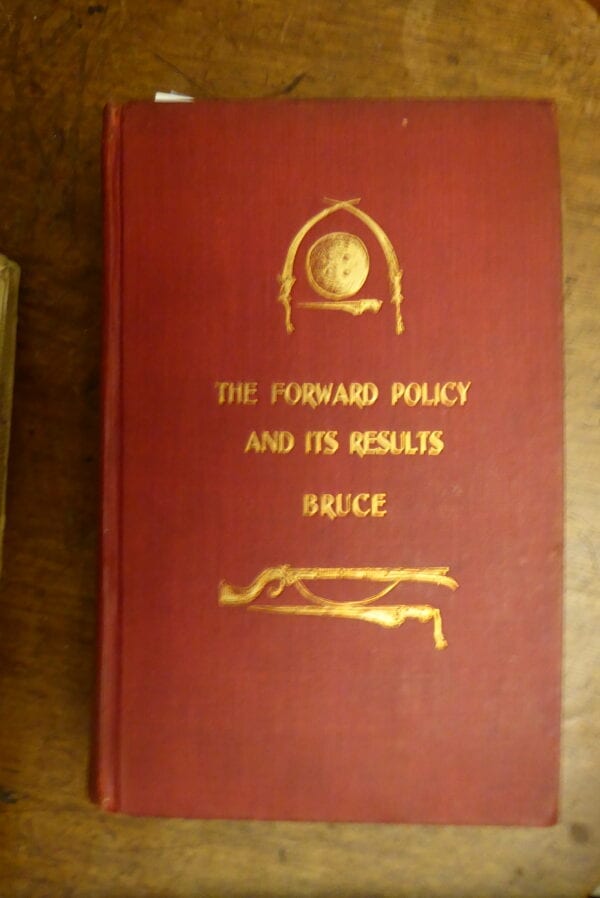 THE FORWARD POLICY
AND ITS RESULTS
BRUCE